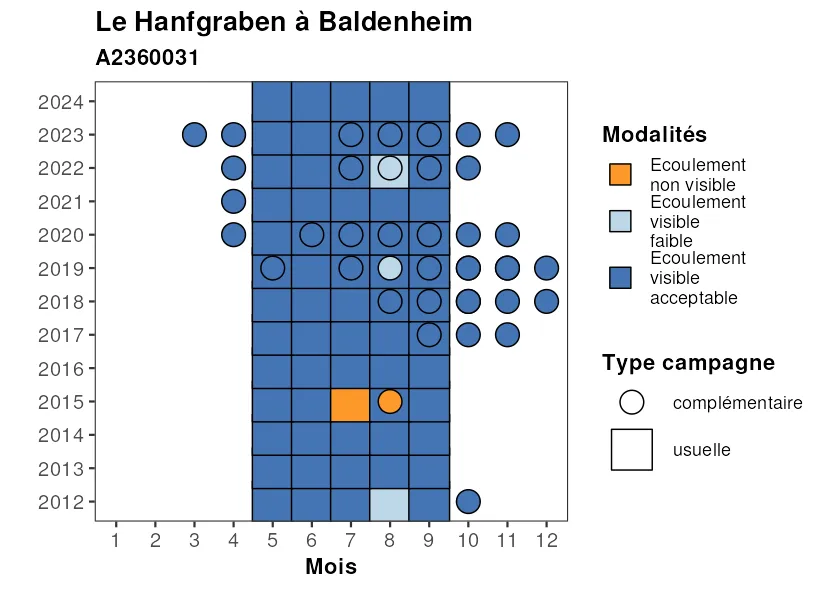 Le Hanfgraben à Baldenheim
A2360031
2024
2023
2022
2021
2020
2019
2018
2017
2016
2015
2014
2013
2012
1 2 3 4 5 6 7 8 9 10 11 12
Mois
Modalités
Ecoulement
non visible
Ecoulement
visible
faible
Ecoulement
visible
acceptable
Type campagne
complémentaire
usuelle